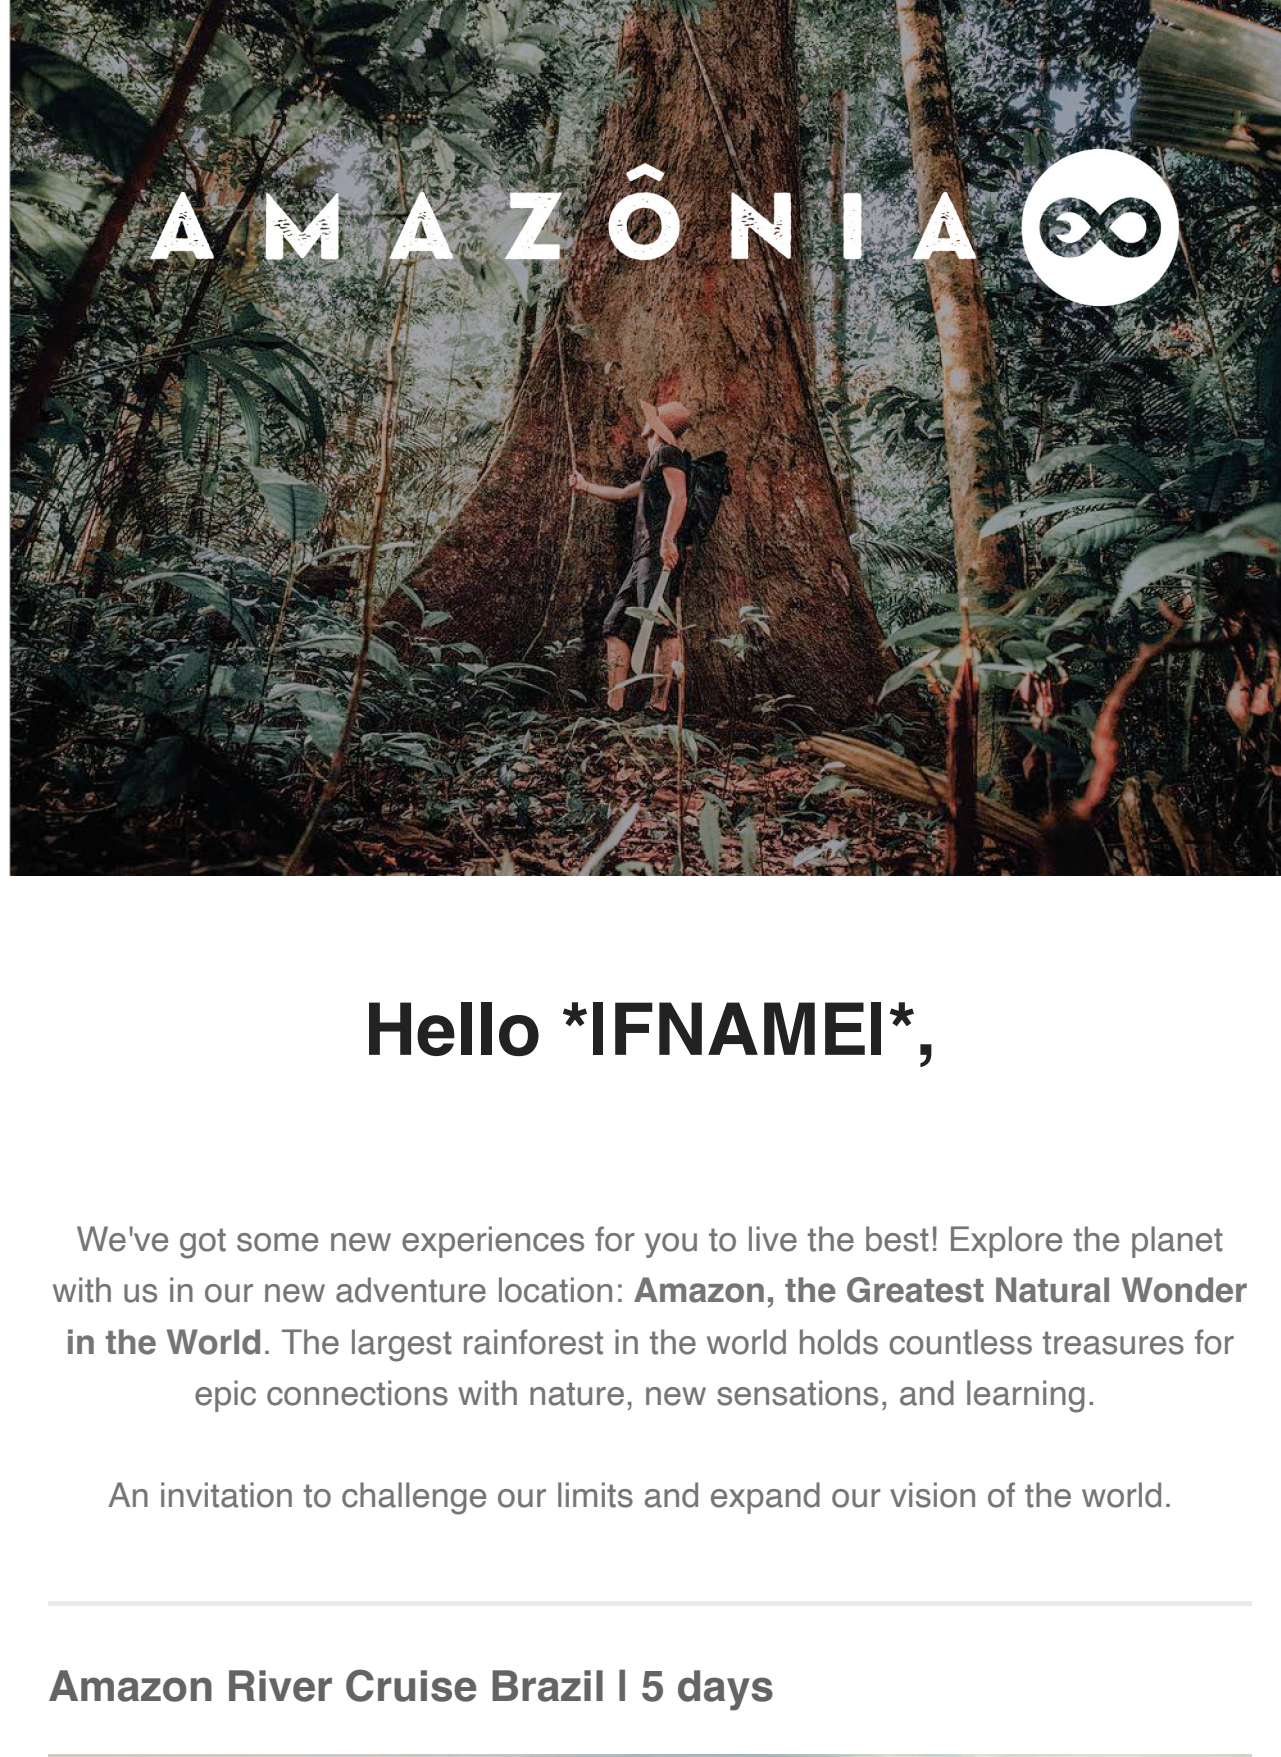 AMAZÔNIA
Hello *|FNAME|*,
We've got some new experiences for you to live the best! Explore the planet
with us in our new adventure location: Amazon, the Greatest Natural Wonder
in the World. The largest rainforest in the world holds countless treasures for
epic connections with nature, new sensations, and learning.
An invitation to challenge our limits and expand our vision of the world.
Amazon River Cruise Brazil | 5 days